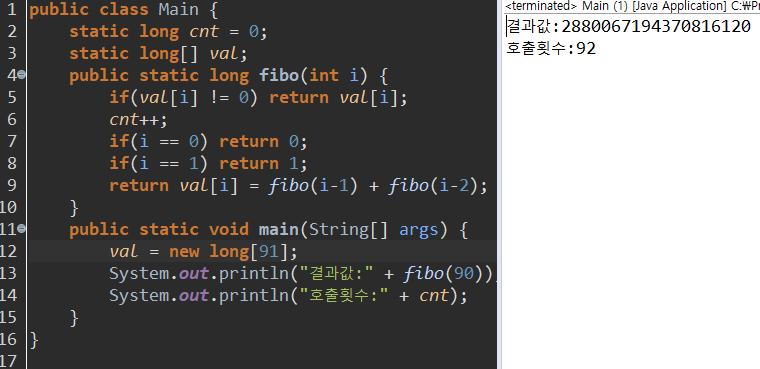 <terminated> Main (1) [Java Application] C:₩Pr
결과값:2880067194370816120
호출횟수:92
1 public class Main {
2 static long cnt = 0;
3 static long[] val;
4 public static long fibo(int i) {
5 if(val[i] != 0) return val[i];
6 cnt++;
7 if(i == 0) return 0;
8 if(i == 1) return 1;
9 return val[i] = fibo(i-1) + fibo(i-2);
10 }
11 public static void main(String[] args) {
12 val = new long[91];
13 System.out.println("결과값:" + fibo(90));
14 System.out.println("호출횟수:" + cnt);
15 }
16 }
17